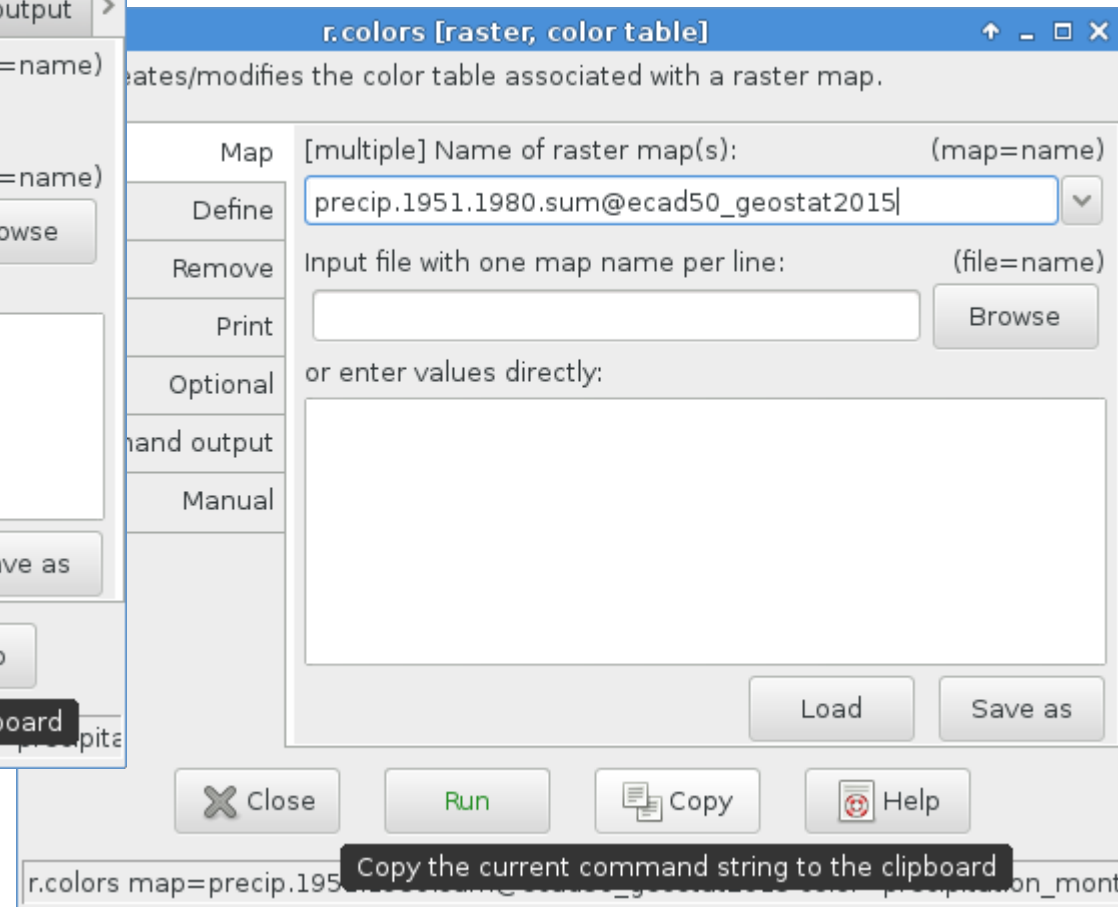 output
=name)
=name)
owse
ve as
board
precipita
r.colors [raster, color table]
eates/modifies the color table associated with a raster map.
Map
Define
Remove
Print
Optional
and output
Manual
[multiple] Name of raster map(s): (map=name)
precip.1951.1980.sum@ecad50_geostat2015
Input file with one map name per line: (file=name)
Browse
or enter values directly:
Load Save as
Close Run Copy Help
Copy the current command string to the clipboard
r.colors map=precip.195 on_mont